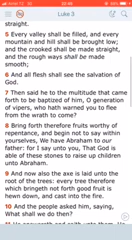 Luke 3
straight.
5 Every valley shall be filled, and every
mountain and hill shall be brought low;
and the crooked shall be made straight,
and the rough ways shall be made
smooth;
6 And all flesh shall see the salvation of
God.
7 Then said he to the multitude that came
forth to be baptized of him, O generation
of vipers, who hath warned you to flee
from the wrath to come?
8 Bring forth therefore fruits worthy of
repentance, and begin not to say within
yourselves, We have Abraham to our
father: for I say unto you, That God is
able of these stones to raise up children
unto Abraham.
9 And now also the axe is laid unto the
root of the trees: every tree therefore
which bringeth not forth good fruit is
hewn down, and cast into the fire.
10 And the people asked him, saying,
What shall we do then?